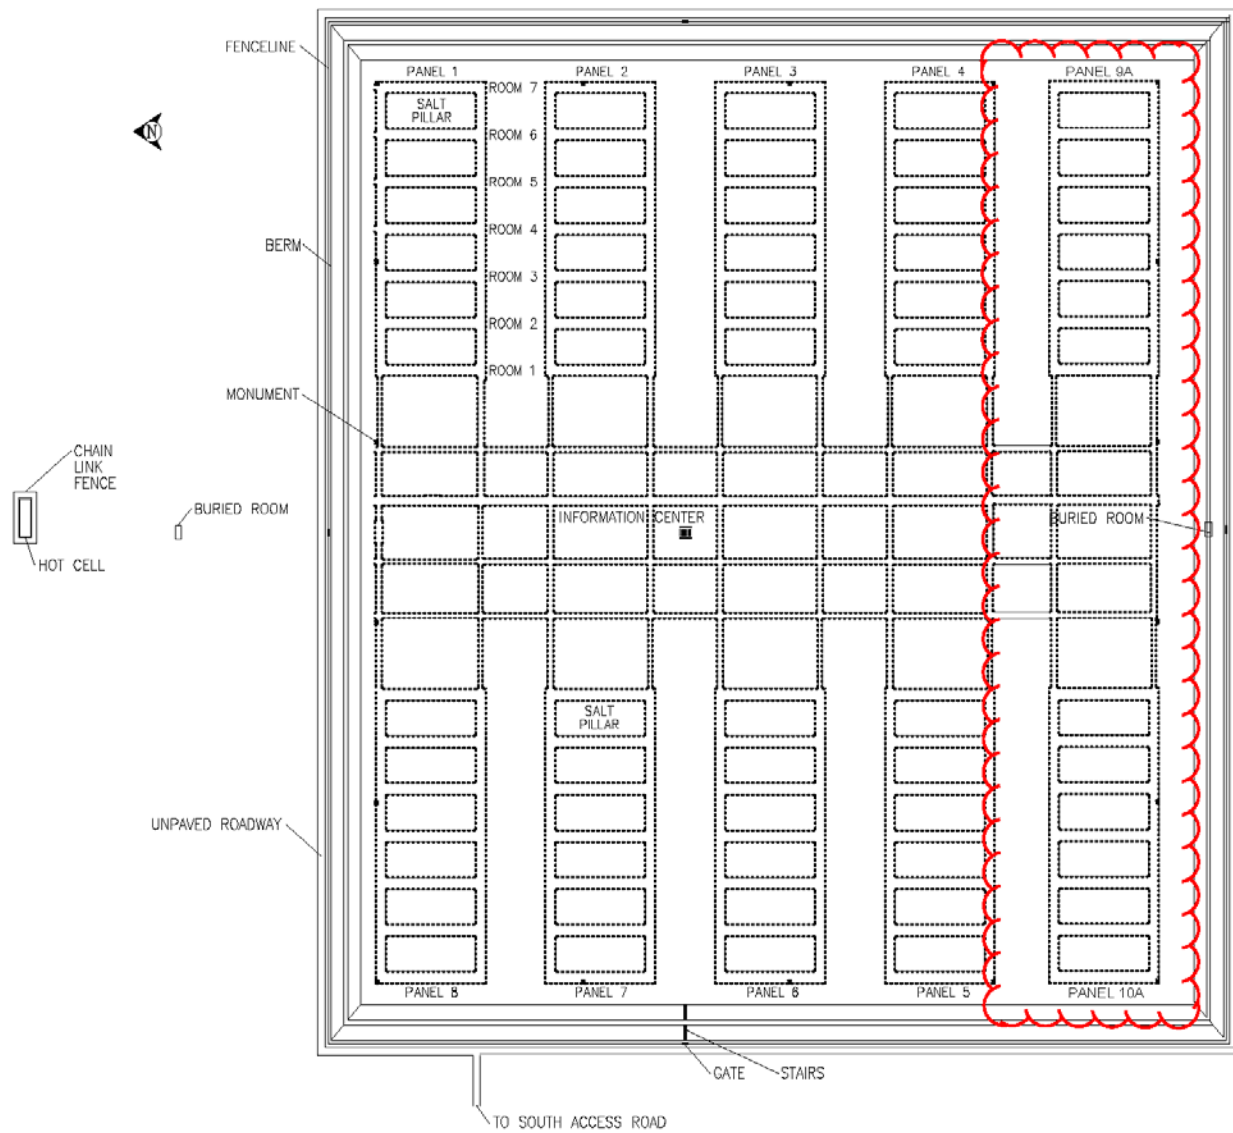 FENCELINE
PANEL 1
PANEL 2
PANEL 3
PANEL 4
PANEL 9A
ROOM 7
SALT
PILLAR
N
ROOM 6
ROOM 5
ROOM 4
BERM
ROOM 3
ROOM 2
ROOM 1
MONUMENT
CHAIN
LINK
FENCE
BURIED ROOM
INFORMATION CENTER
BURIED ROOM
HOT CELL
SALT
PILLAR
UNPAVED ROADWAY
PANEL 8
PANEL 7
PANEL 6
PANEL 5
PANEL 10A
GATE
STAIRS
TO SOUTH ACCESS ROAD